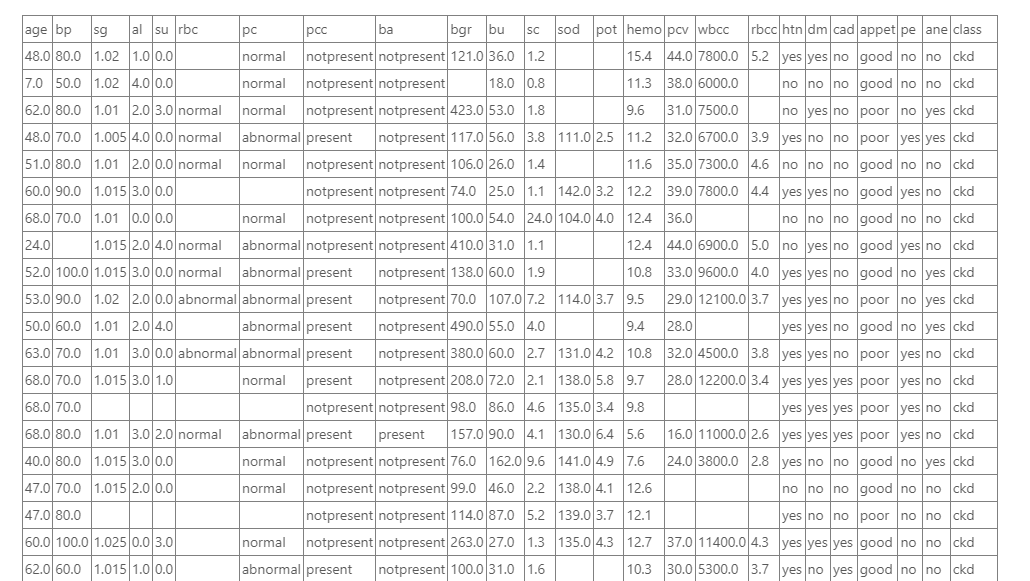 age bp sg al su rbc pc pcc ba bgr bu sc sod pot hemo pcv wbcc rbcc htn dm cad appet pe ane class
48.0 80.0 1.02 1.0 0.0 normal notpresent notpresent 121.0 36.0 1.2 15.4 44.0 7800.0 5.2 yes yes no good no no ckd
7.0 50.0 1.02 4.0 0.0 normal notpresent notpresent 18.0 0.8 11.3 38.0 6000.0 no no no good no no ckd
62.0 80.0 1.01 2.0 3.0 normal normal notpresent notpresent 423.0 53.0 1.8 9.6 31.0 7500.0 no yes no poor no yes ckd
48.0 70.0 1.005 4.0 0.0 normal abnormal present notpresent 117.0 56.0 3.8 111.0 2.5 11.2 32.0 6700.0 3.9 yes no no poor yes yes ckd
51.0 80.0 1.01 2.0 0.0 normal normal notpresent notpresent 106.0 26.0 1.4 11.6 35.0 7300.0 4.6 no no no good no no ckd
60.0 90.0 1.015 3.0 0.0 notpresent notpresent 74.0 25.0 1.1 142.0 3.2 12.2 39.0 7800.0 4.4 yes yes no good yes no ckd
68.0 70.0 1.01 0.0 0.0 normal notpresent notpresent 100.0 54.0 24.0 104.0 4.0 12.4 36.0 no no no good no no ckd
24.0 1.015 2.0 4.0 normal abnormal notpresent notpresent 410.0 31.0 1.1 12.4 44.0 6900.0 5.0 no yes no good yes no ckd
52.0 100.0 1.015 3.0 0.0 normal abnormal present notpresent 138.0 60.0 1.9 10.8 33.0 9600.0 4.0 yes yes no good no yes ckd
53.0 90.0 1.02 2.0 0.0 abnormal abnormal present notpresent 70.0 107.0 7.2 114.0 3.7 9.5 29.0 12100.0 3.7 yes yes no poor no yes ckd
50.0 60.0 1.01 2.0 4.0 abnormal present notpresent 490.0 55.0 4.0 9.4 28.0 yes yes no good no yes ckd
63.0 70.0 1.01 3.0 0.0 abnormal abnormal present notpresent 380.0 60.0 2.7 131.0 4.2 10.8 32.0 4500.0 3.8 yes yes no poor yes no ckd
68.0 70.0 1.015 3.0 1.0 normal present notpresent 208.0 72.0 2.1 138.0 5.8 9.7 28.0 12200.0 3.4 yes yes yes poor yes no ckd
68.0 70.0 notpresent notpresent 98.0 86.0 4.6 135.0 3.4 9.8 yes yes yes poor yes no ckd
68.0 80.0 1.01 3.0 2.0 normal abnormal present present 157.0 90.0 4.1 130.0 6.4 5.6 16.0 11000.0 2.6 yes yes yes poor yes no ckd
40.0 80.0 1.015 3.0 0.0 normal notpresent notpresent 76.0 162.0 9.6 141.0 4.9 7.6 24.0 3800.0 2.8 yes no no good no yes ckd
47.0 70.0 1.015 2.0 0.0 normal notpresent notpresent 99.0 46.0 2.2 138.0 4.1 12.6 no no no good no no ckd
47.0 80.0 notpresent notpresent 114.0 87.0 5.2 139.0 3.7 12.1 yes no no poor no no ckd
60.0 100.0 1.025 0.0 3.0 normal notpresent notpresent 263.0 27.0 1.3 135.0 4.3 12.7 37.0 11400.0 4.3 yes yes yes good no no ckd
62.0 60.0 1.015 1.0 0.0 abnormal present notpresent 100.0 31.0 1.6 10.3 30.0 5300.0 3.7 yes no yes good no no ckd